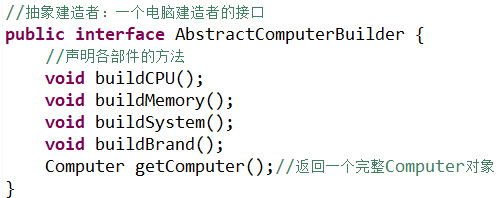 //抽象建造者：一个电脑建造者的接口
public interface AbstractComputerBuilder {
    //声明各部件的方法
    void buildCPU();
    void buildMemory();
    void buildSystem();
    void buildBrand();
    Computer getComputer();//返回一个完整Computer对象
}